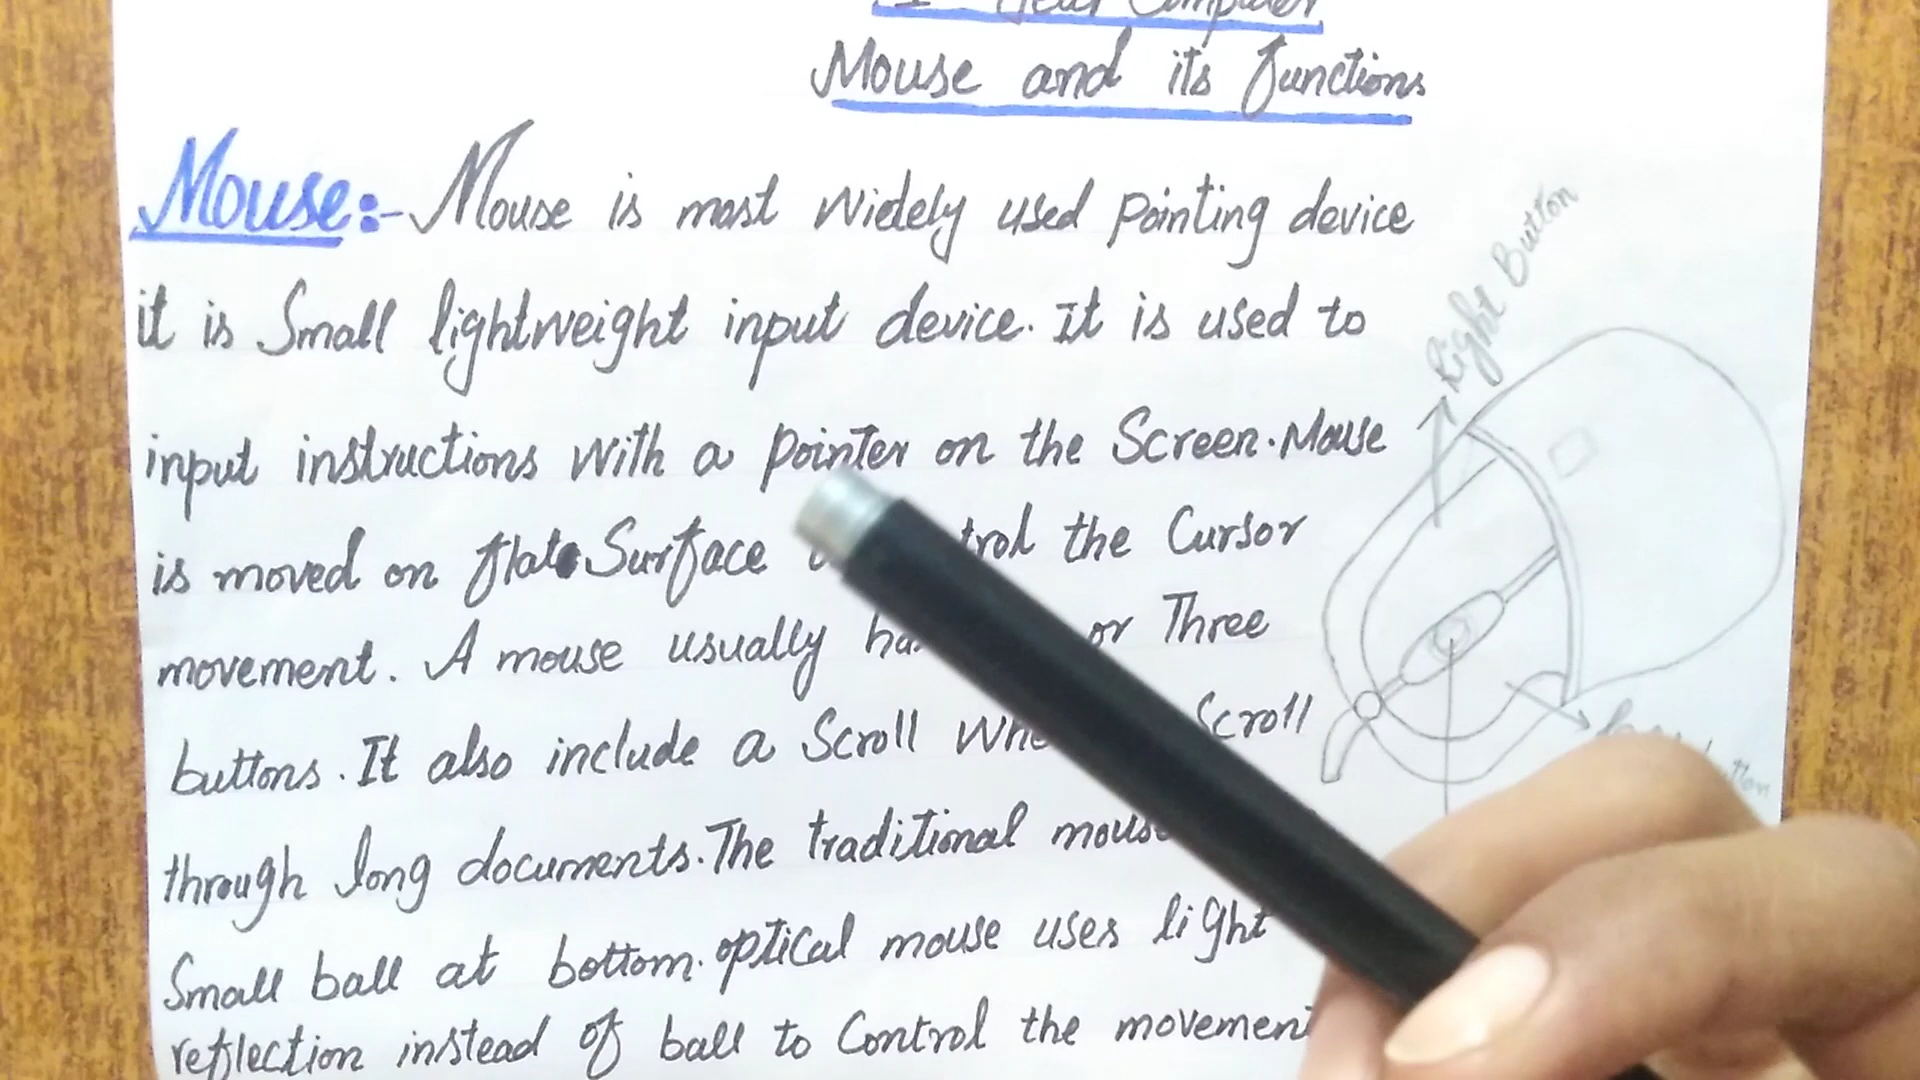 Year Computer
Mouse and its functions
Mouse:- Mouse is most widely used pointing device
it is Small lightweight input device. It is used to
input instructions with a pointer on the Screen. Mouse
is moved on flat Surface the Cursor
movement. A mouse usually or Three
buttons. It also include a Scroll Scroll
through long documents. The traditional mouse
Small ball at bottom. optical mouse uses light
reflection instead of ball to Control the movement
Right Button